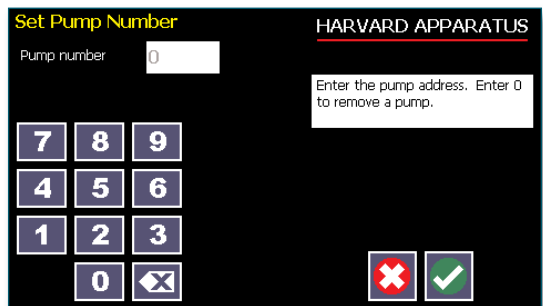 Set Pump Number
HARVARD APPARATUS
Pump number 0
Enter the pump address. Enter 0
to remove a pump.
7 8 9
4 5 6
1 2 3
0